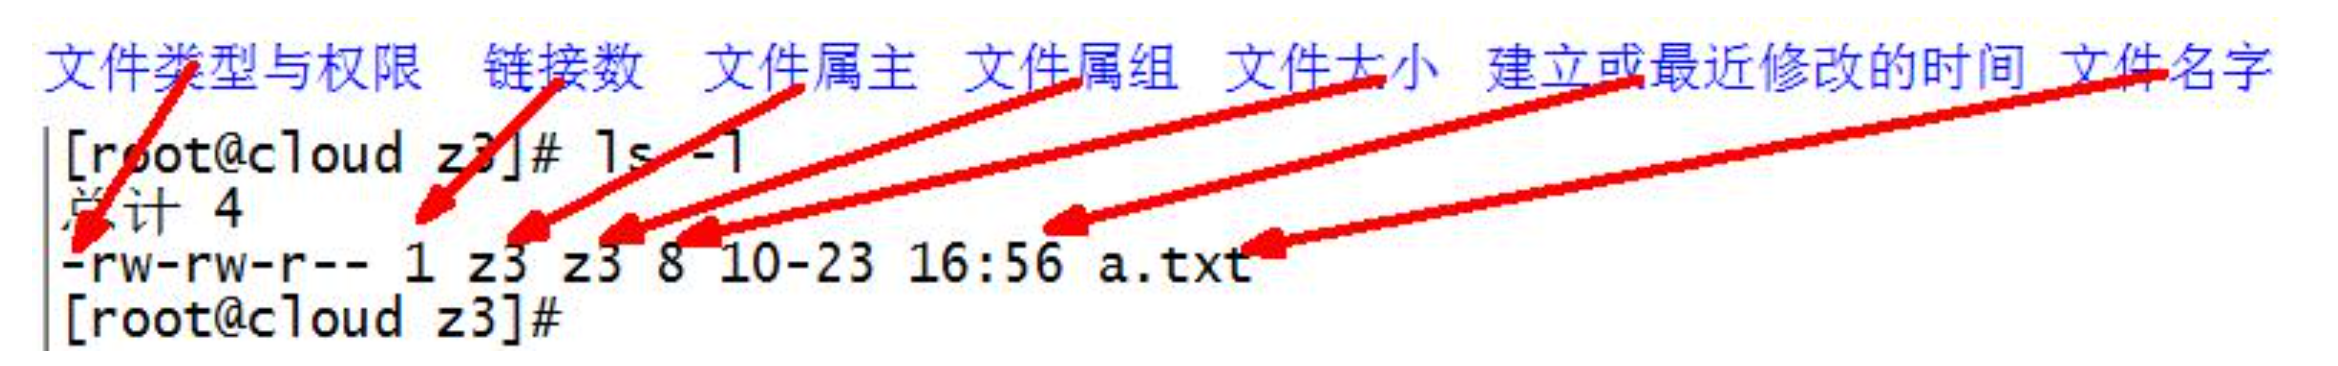 文件类型与权限 链接数 文件属主 文件属组 文件大小 建立或最近修改的时间 文件名字
[root@cloud z3]# ls -l
总计 4
-rw-rw-r-- 1 z3 z3 8 10-23 16:56 a.txt
[root@cloud z3]#